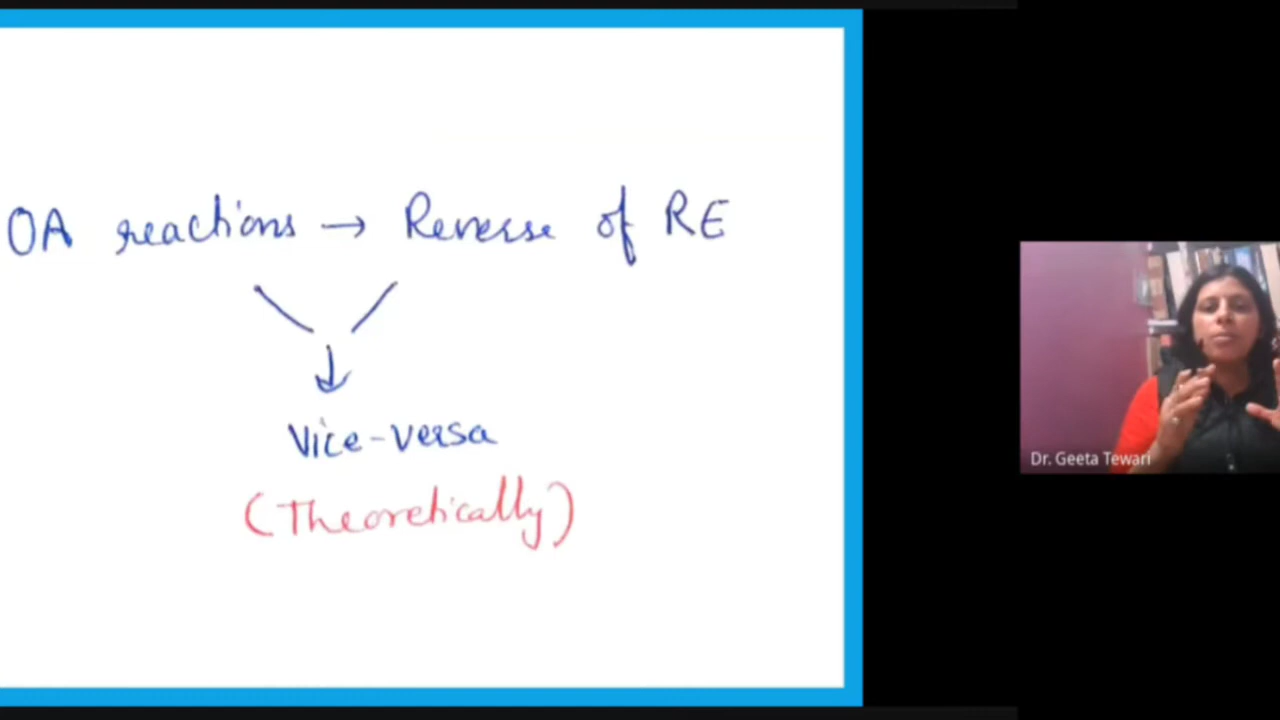 OA reactions → Reverse of RE
Vice-versa
(Theoretically)
Dr. Geeta Tewari